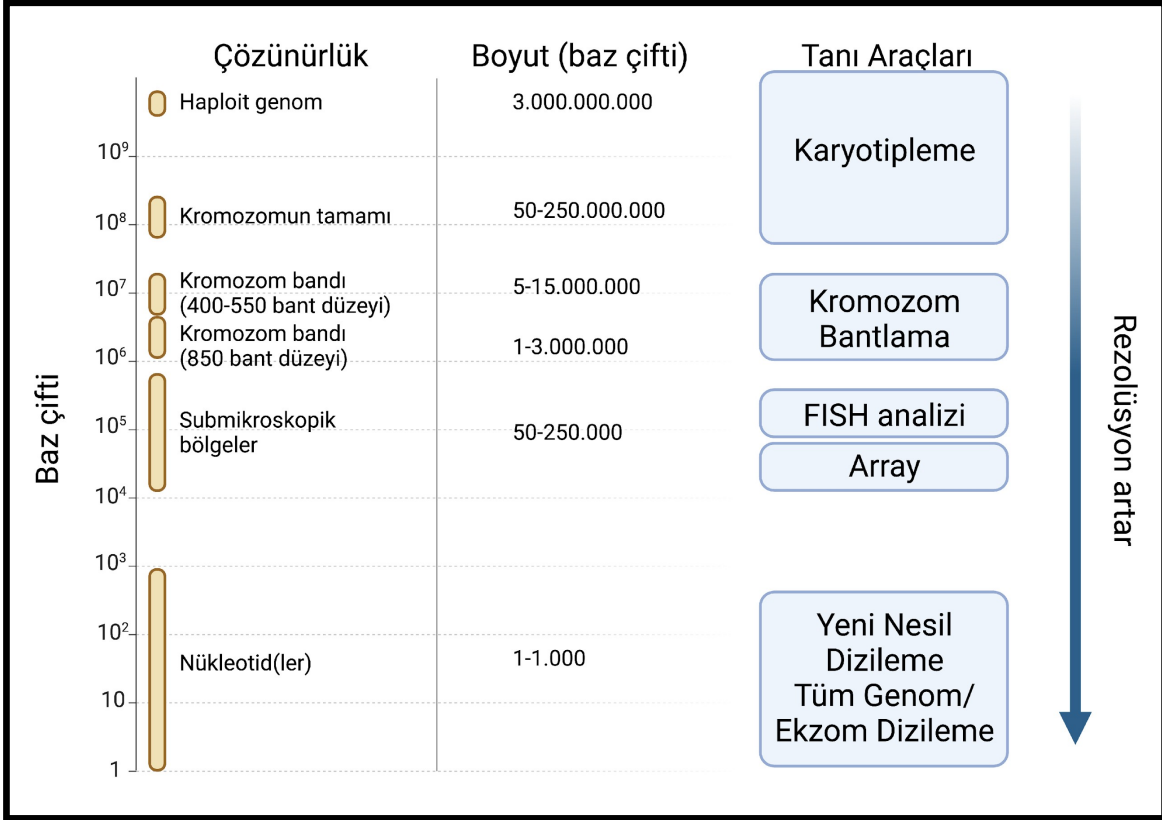 Çözünürlük
Boyut (baz çifti)
Tanı Araçları
Haploit genom
3.000.000.000
Karyotipleme
10⁹
Kromozomun tamamı
50-250.000.000
10⁸
Kromozom bandı
(400-550 bant düzeyi)
5-15.000.000
10⁷
Kromozom
Bantlama
Kromozom bandı
(850 bant düzeyi)
1-3.000.000
10⁶
Submikroskopik
bölgeler
50-250.000
10⁵
FISH analizi
Array
10⁴
10³
10²
Nükleotid(ler)
1-1.000
Yeni Nesil
Dizileme
Tüm Genom/
Ekzom Dizileme
10
1
Baz çifti
Rezolüsyon artar